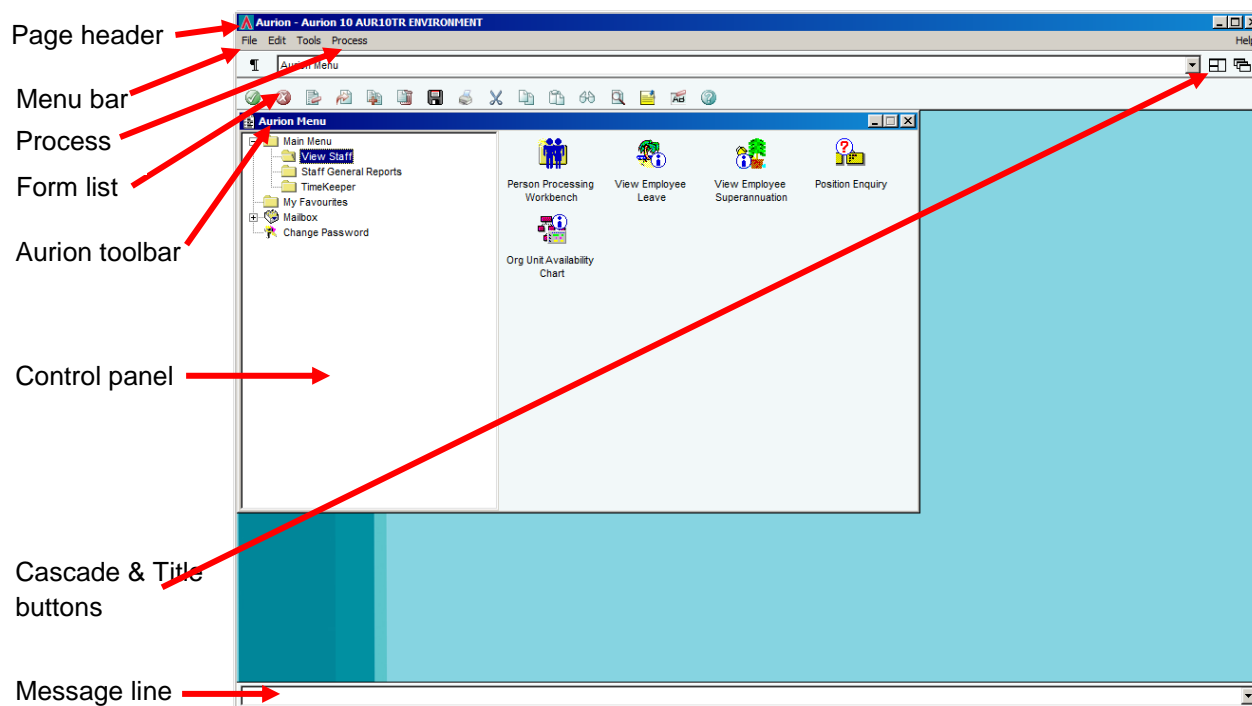 Aurion - Aurion 10 AUR10TR ENVIRONMENT
Page header
File Edit Tools Process
Help
Aurion Menu
Menu bar
Process
Form list
Aurion toolbar
Aurion Menu
Main Menu
View Staff
Staff General Reports
TimeKeeper
My Favourites
Mailbox
Change Password
Person Processing
Workbench
View Employee
Leave
View Employee
Superannuation
Position Enquiry
Org Unit Availability
Chart
Control panel
Cascade & Title
buttons
Message line